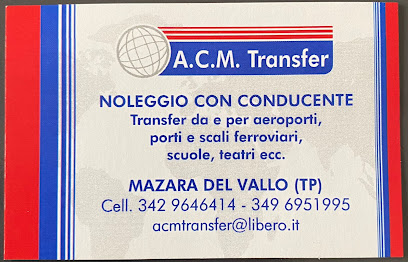 A.C.M. Transfer
NOLEGGIO CON CONDUCENTE
Transfer da e per aeroporti,
porti e scali ferroviari,
scuole, teatri ecc.
MAZARA DEL VALLO (TP)
Cell. 342 9646414 - 349 6951995
acmtransfer@libero.it